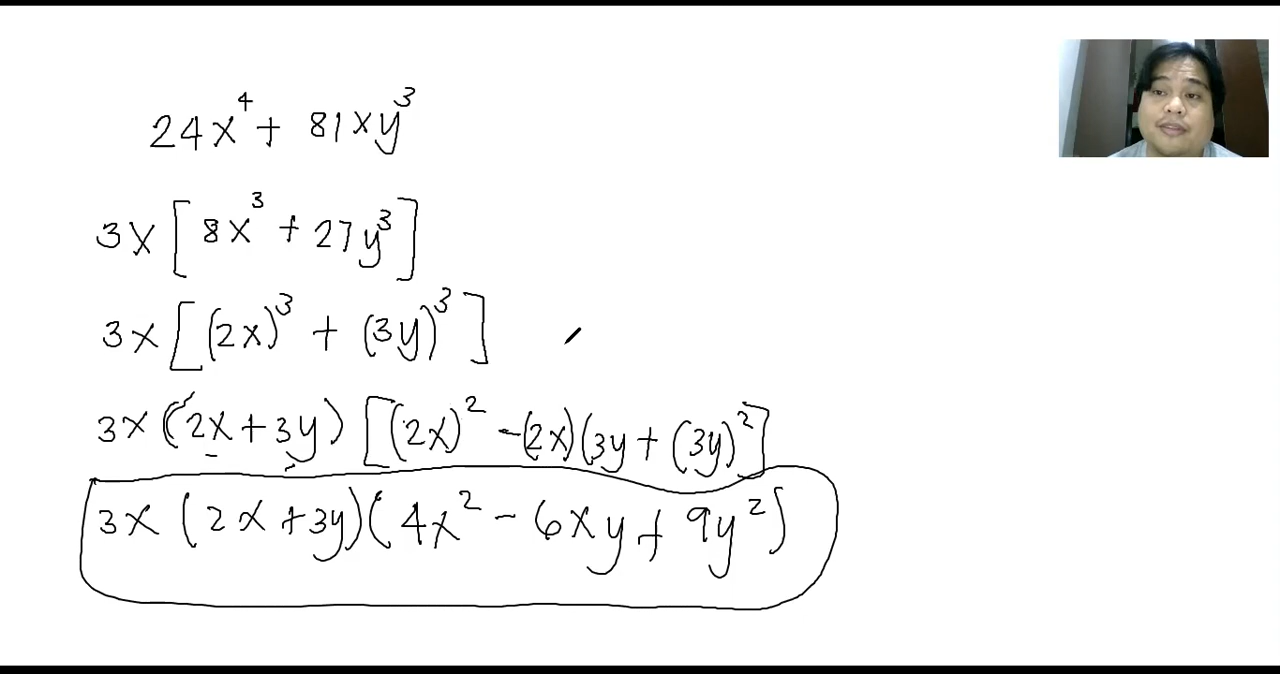 24x⁴ + 81xy³
3x[8x³ + 27y³]
3x[(2x)³ + (3y)³]
3x(2x+3y)[(2x)² -(2x)(3y + (3y)²]
3x(2x+3y)(4x² - 6xy + 9y²)